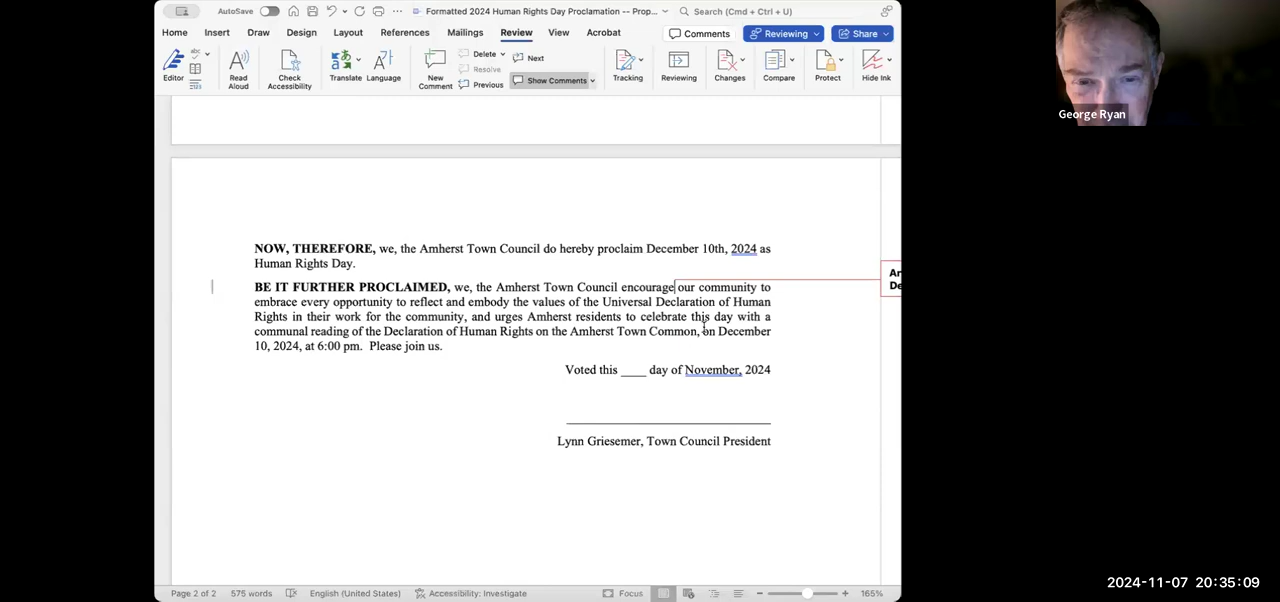 AutoSave
Formatted 2024 Human Rights Day Proclamation -- Prop...
Search (Cmd + Ctrl + U)
Home Insert Draw Design Layout References Mailings Review View Acrobat
Comments Reviewing Share
Editor
Read Aloud
Check Accessibility
Translate
Language
New Comment
Delete
Resolve
Previous
Next
Show Comments
Tracking
Reviewing
Changes
Compare
Protect
Hide Ink
NOW, THEREFORE, we, the Amherst Town Council do hereby proclaim December 10th, 2024 as
Human Rights Day.
BE IT FURTHER PROCLAIMED, we, the Amherst Town Council encourage our community to
embrace every opportunity to reflect and embody the values of the Universal Declaration of Human
Rights in their work for the community, and urges Amherst residents to celebrate this day with a
communal reading of the Declaration of Human Rights on the Amherst Town Common, on December
10, 2024, at 6:00 pm. Please join us.
Voted this ____ day of November, 2024
Lynn Griesemer, Town Council President
Ar
De
Page 2 of 2 575 words English (United States) Accessibility: Investigate Focus 165%
George Ryan
2024-11-07 20:35:09